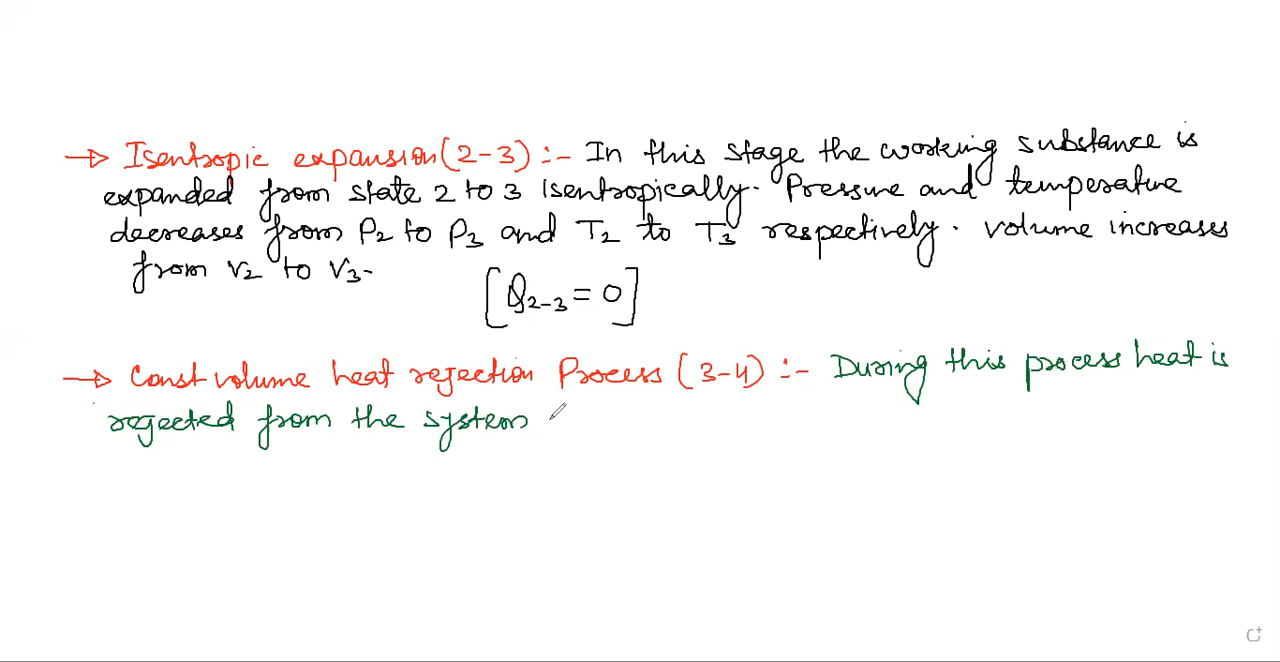 → Isentropic expansion (2-3) :- In this stage the working substance is
expanded from state 2 to 3 Isentropically. Pressure and temperature
decreases from P₂ to P₃ and T₂ to T₃ respectively. Volume increases
from V₂ to V₃.
[Q₂₋₃ = 0]
→ Const volume heat rejection Process (3-4) :- During this process heat is
rejected from the system